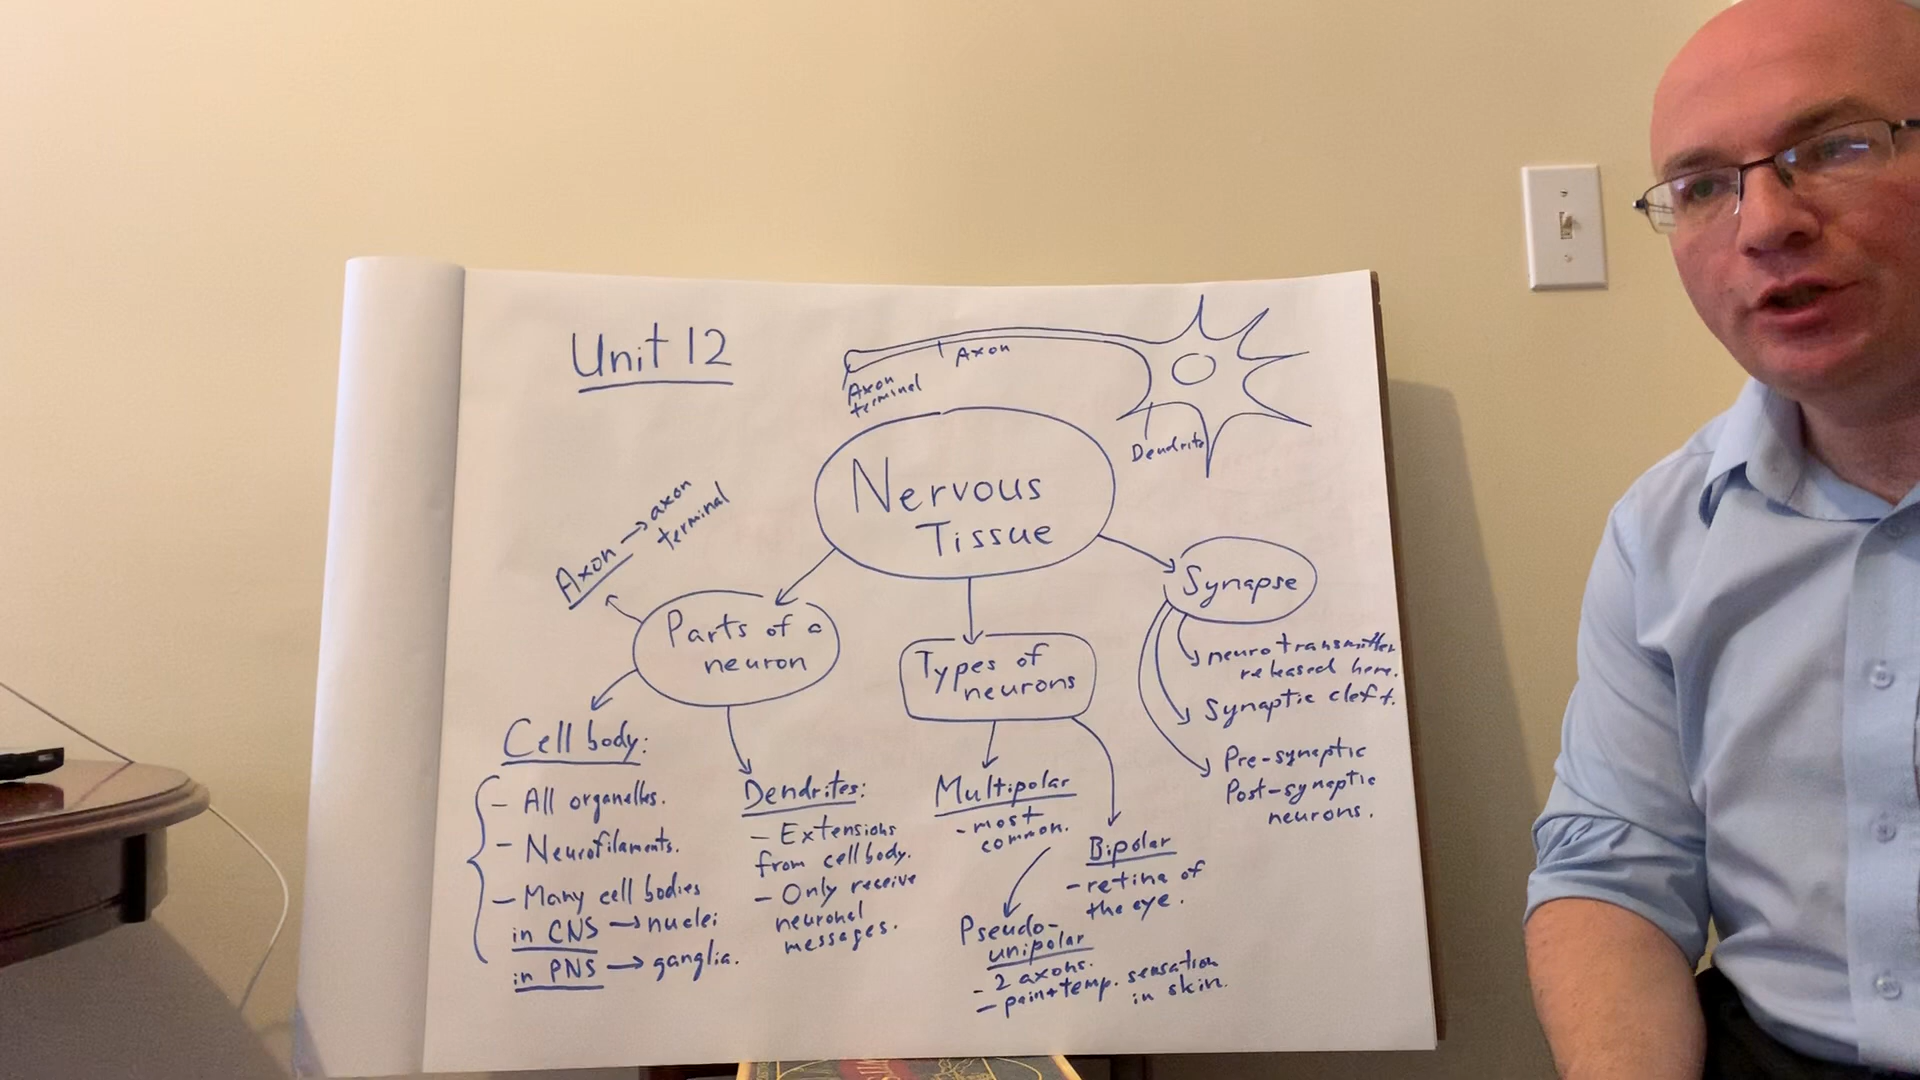 Unit 12
Axon
Axon
terminal
Dendrite
Nervous
Tissue
Axon → axon
terminal
Parts of a
neuron
Cell body:
- All organelles.
- Neurofilaments.
- Many cell bodies
in CNS → nuclei
in PNS → ganglia.
Dendrites:
- Extensions
from cell body.
- Only receive
neuronal
messages.
Types of
neurons
Multipolar
- most
common.
Bipolar
- retina of
the eye.
Pseudo-
unipolar
- 2 axons.
- pain + temp. sensation
in skin.
Synapse
neurotransmitter
released here.
Synaptic cleft.
Pre-synaptic
Post-synaptic
neurons.